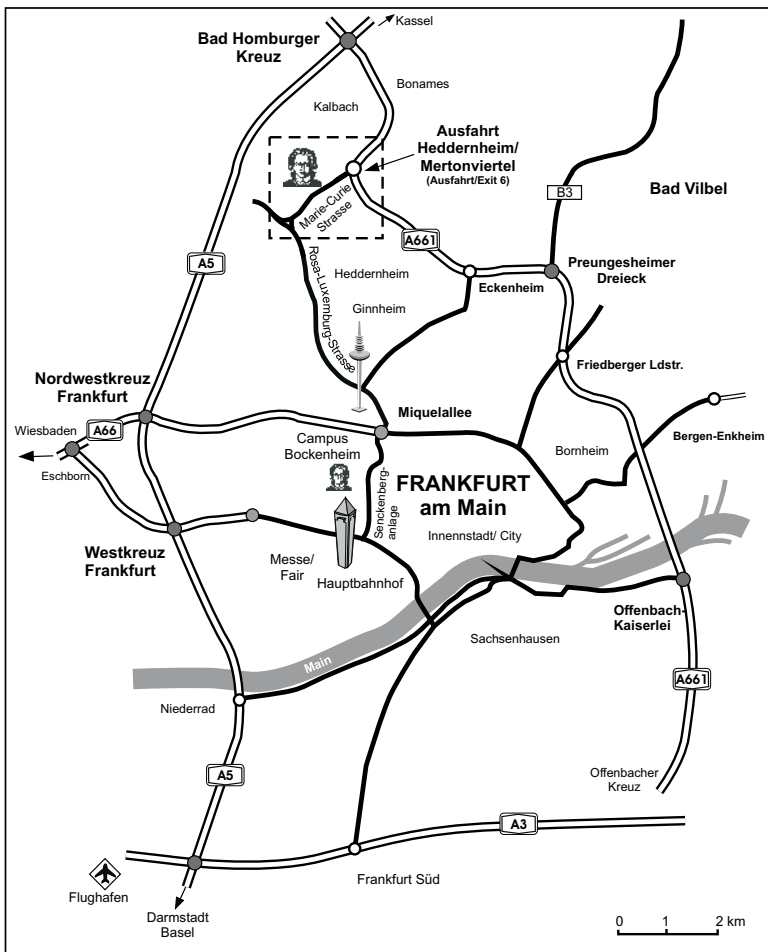 Kassel
Bad Homburger
Kreuz
Bonames
Kalbach
Ausfahrt
Heddernheim/
Mertonviertel
(Ausfahrt/Exit 6)
B3
Bad Vilbel
Marie-Curie
Strasse
A661
A5
Rosa-Luxemburg-Strasse
Heddernheim
Eckenheim
Preungesheimer
Dreieck
Ginnheim
Friedberger Ldstr.
Nordwestkreuz
Frankfurt
Miquelallee
Wiesbaden
A66
Eschborn
Campus
Bockenheim
Bornheim
Bergen-Enkheim
FRANKFURT
am Main
Senckenberg-
anlage
Innennstadt/ City
Westkreuz
Frankfurt
Messe/
Fair
Hauptbahnhof
Offenbach-
Kaiserlei
Sachsenhausen
Main
A661
Niederrad
A5
Offenbacher
Kreuz
A3
Flughafen
Frankfurt Süd
Darmstadt
Basel
0 1 2 km